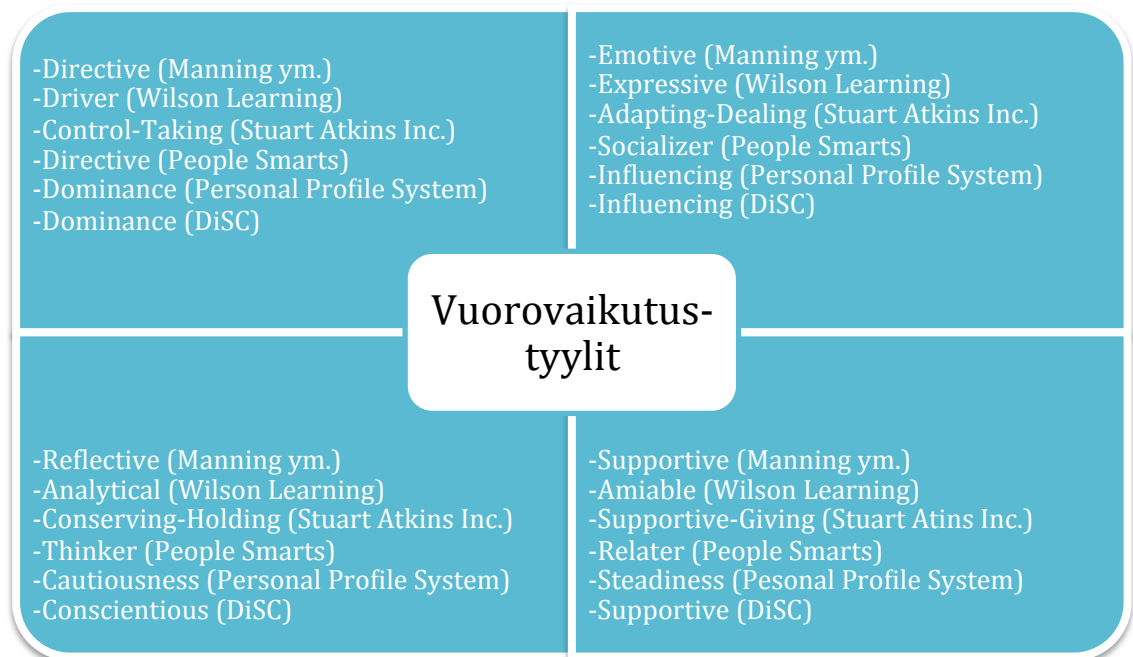 -Directive (Manning ym.)
-Driver (Wilson Learning)
-Control-Taking (Stuart Atkins Inc.)
-Directive (People Smarts)
-Dominance (Personal Profile System)
-Dominance (DiSC)
-Emotive (Manning ym.)
-Expressive (Wilson Learning)
-Adapting-Dealing (Stuart Atkins Inc.)
-Socializer (People Smarts)
-Influencing (Personal Profile System)
-Influencing (DiSC)
Vuorovaikutus-
tyylit
-Reflective (Manning ym.)
-Analytical (Wilson Learning)
-Conserving-Holding (Stuart Atkins Inc.)
-Thinker (People Smarts)
-Cautiousness (Personal Profile System)
-Conscientious (DiSC)
-Supportive (Manning ym.)
-Amiable (Wilson Learning)
-Supportive-Giving (Stuart Atins Inc.)
-Relater (People Smarts)
-Steadiness (Pesonal Profile System)
-Supportive (DiSC)